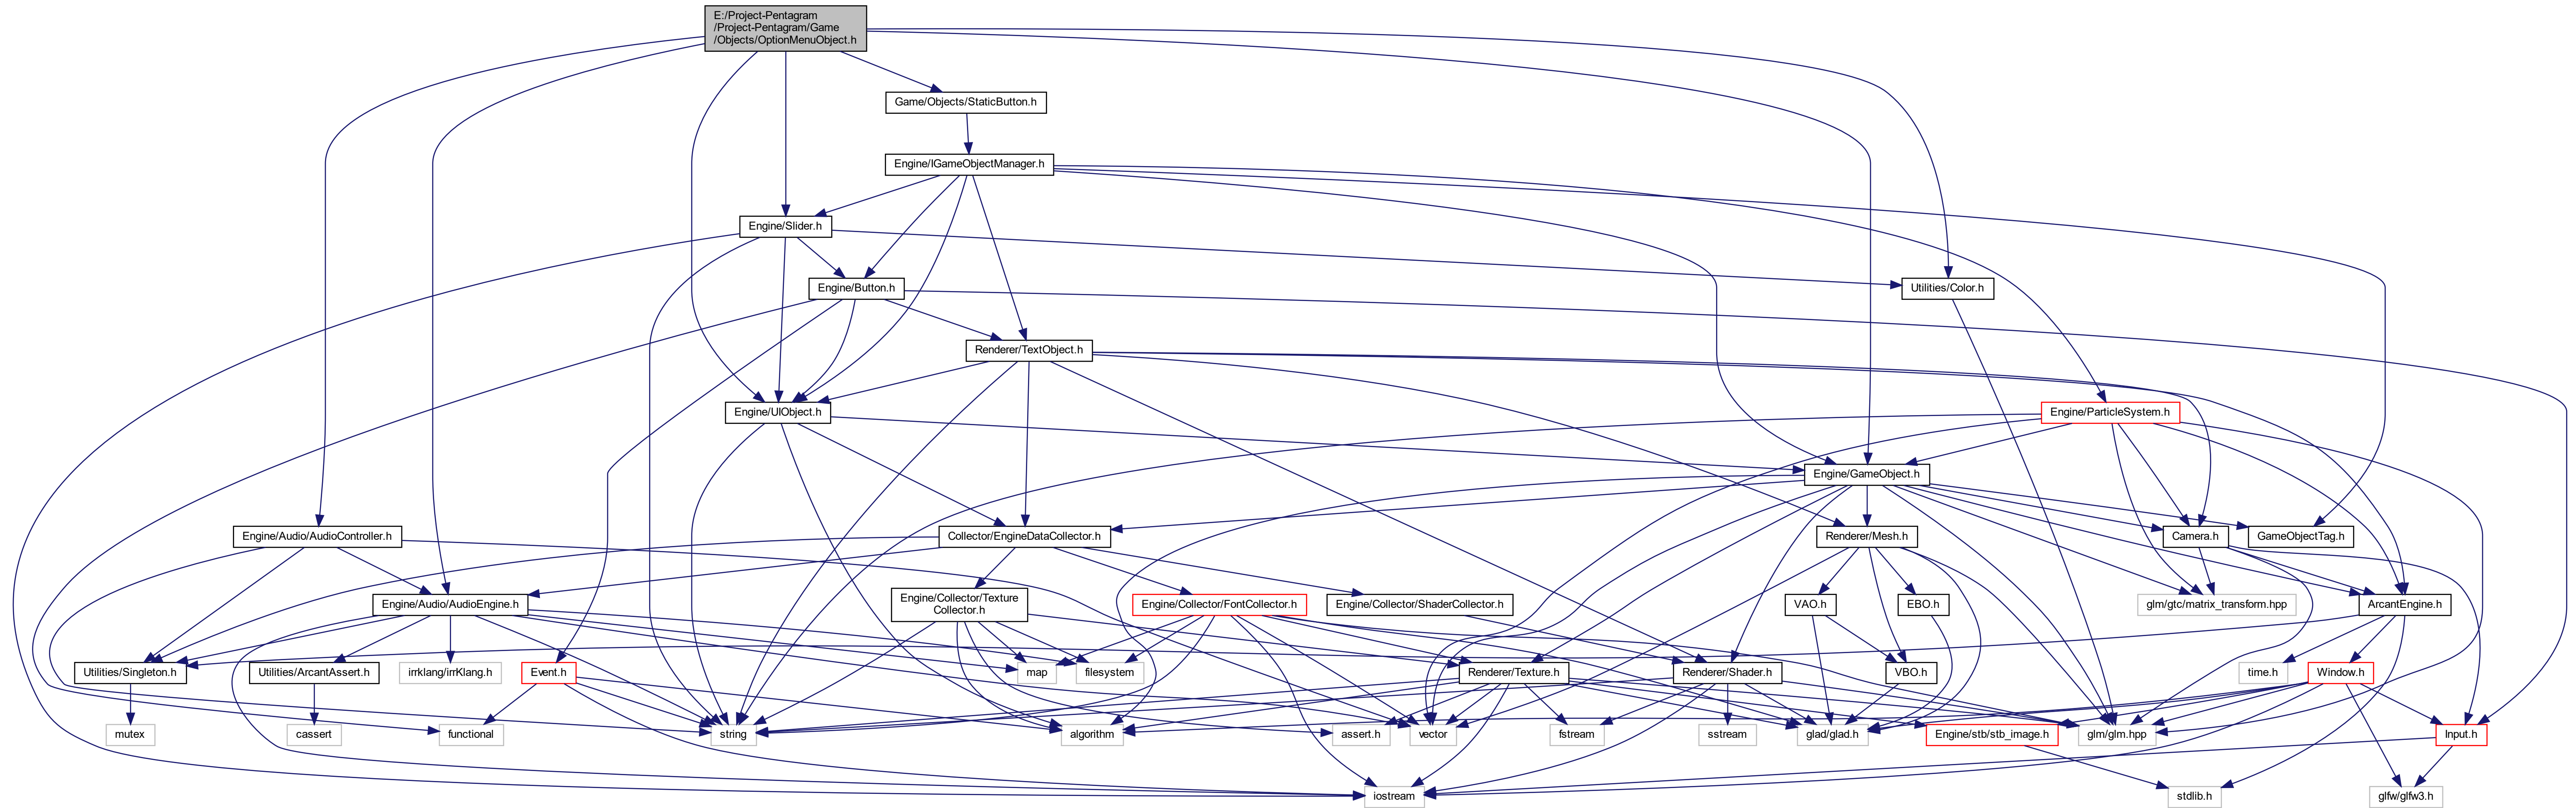 E:/Project-Pentagram
/Project-Pentagram/Game
/Objects/OptionMenuObject.h
Game/Objects/StaticButton.h
Engine/IGameObjectManager.h
Engine/Slider.h
Engine/Button.h
Utilities/Color.h
Renderer/TextObject.h
Engine/UIObject.h
Engine/ParticleSystem.h
Engine/GameObject.h
Engine/Audio/AudioController.h
Collector/EngineDataCollector.h
Renderer/Mesh.h
Camera.h
GameObjectTag.h
Engine/Audio/AudioEngine.h
Engine/Collector/Texture
Collector.h
Engine/Collector/FontCollector.h
Engine/Collector/ShaderCollector.h
VAO.h
EBO.h
glm/gtc/matrix_transform.hpp
ArcantEngine.h
Utilities/Singleton.h
Utilities/ArcantAssert.h
irrklang/irrKlang.h
Event.h
map
filesystem
Renderer/Texture.h
Renderer/Shader.h
VBO.h
time.h
Window.h
mutex
cassert
functional
string
algorithm
assert.h
vector
fstream
sstream
glad/glad.h
Engine/stb/stb_image.h
glm/glm.hpp
Input.h
iostream
stdlib.h
glfw/glfw3.h